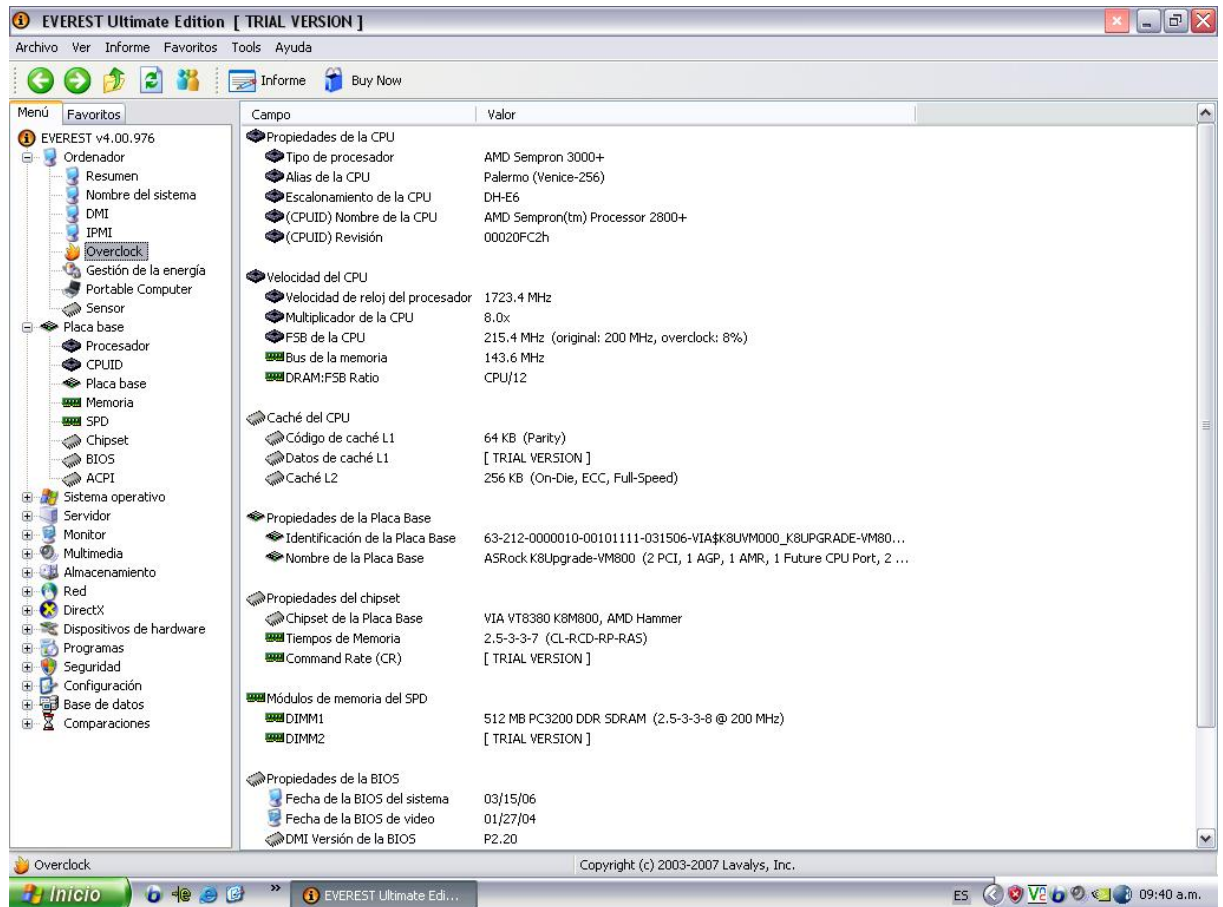 EVEREST Ultimate Edition [ TRIAL VERSION ]
Archivo Ver Informe Favoritos Tools Ayuda
Informe Buy Now
Menú Favoritos
EVEREST v4.00.976
Ordenador
Resumen
Nombre del sistema
DMI
IPMI
Overclock
Gestión de la energía
Portable Computer
Sensor
Placa base
Procesador
CPUID
Placa base
Memoria
SPD
Chipset
BIOS
ACPI
Sistema operativo
Servidor
Monitor
Multimedia
Almacenamiento
Red
DirectX
Dispositivos de hardware
Programas
Seguridad
Configuración
Base de datos
Comparaciones
Campo Valor
Propiedades de la CPU
Tipo de procesador AMD Sempron 3000+
Alias de la CPU Palermo (Venice-256)
Escalonamiento de la CPU DH-E6
(CPUID) Nombre de la CPU AMD Sempron(tm) Processor 2800+
(CPUID) Revisión 00020FC2h
Velocidad del CPU
Velocidad de reloj del procesador 1723.4 MHz
Multiplicador de la CPU 8.0x
FSB de la CPU 215.4 MHz (original: 200 MHz, overclock: 8%)
Bus de la memoria 143.6 MHz
DRAM:FSB Ratio CPU/12
Caché del CPU
Código de caché L1 64 KB (Parity)
Datos de caché L1 [ TRIAL VERSION ]
Caché L2 256 KB (On-Die, ECC, Full-Speed)
Propiedades de la Placa Base
Identificación de la Placa Base 63-212-0000010-00101111-031506-VIA$K8UVM000_K8UPGRADE-VM80...
Nombre de la Placa Base ASRock K8Upgrade-VM800 (2 PCI, 1 AGP, 1 AMR, 1 Future CPU Port, 2 ...
Propiedades del chipset
Chipset de la Placa Base VIA VT8380 K8M800, AMD Hammer
Tiempos de Memoria 2.5-3-3-7 (CL-RCD-RP-RAS)
Command Rate (CR) [ TRIAL VERSION ]
Módulos de memoria del SPD
DIMM1 512 MB PC3200 DDR SDRAM (2.5-3-3-8 @ 200 MHz)
DIMM2 [ TRIAL VERSION ]
Propiedades de la BIOS
Fecha de la BIOS del sistema 03/15/06
Fecha de la BIOS de video 01/27/04
DMI Versión de la BIOS P2.20
Overclock Copyright (c) 2003-2007 Lavalys, Inc.
Inicio » EVEREST Ultimate Edi... ES 09:40 a.m.